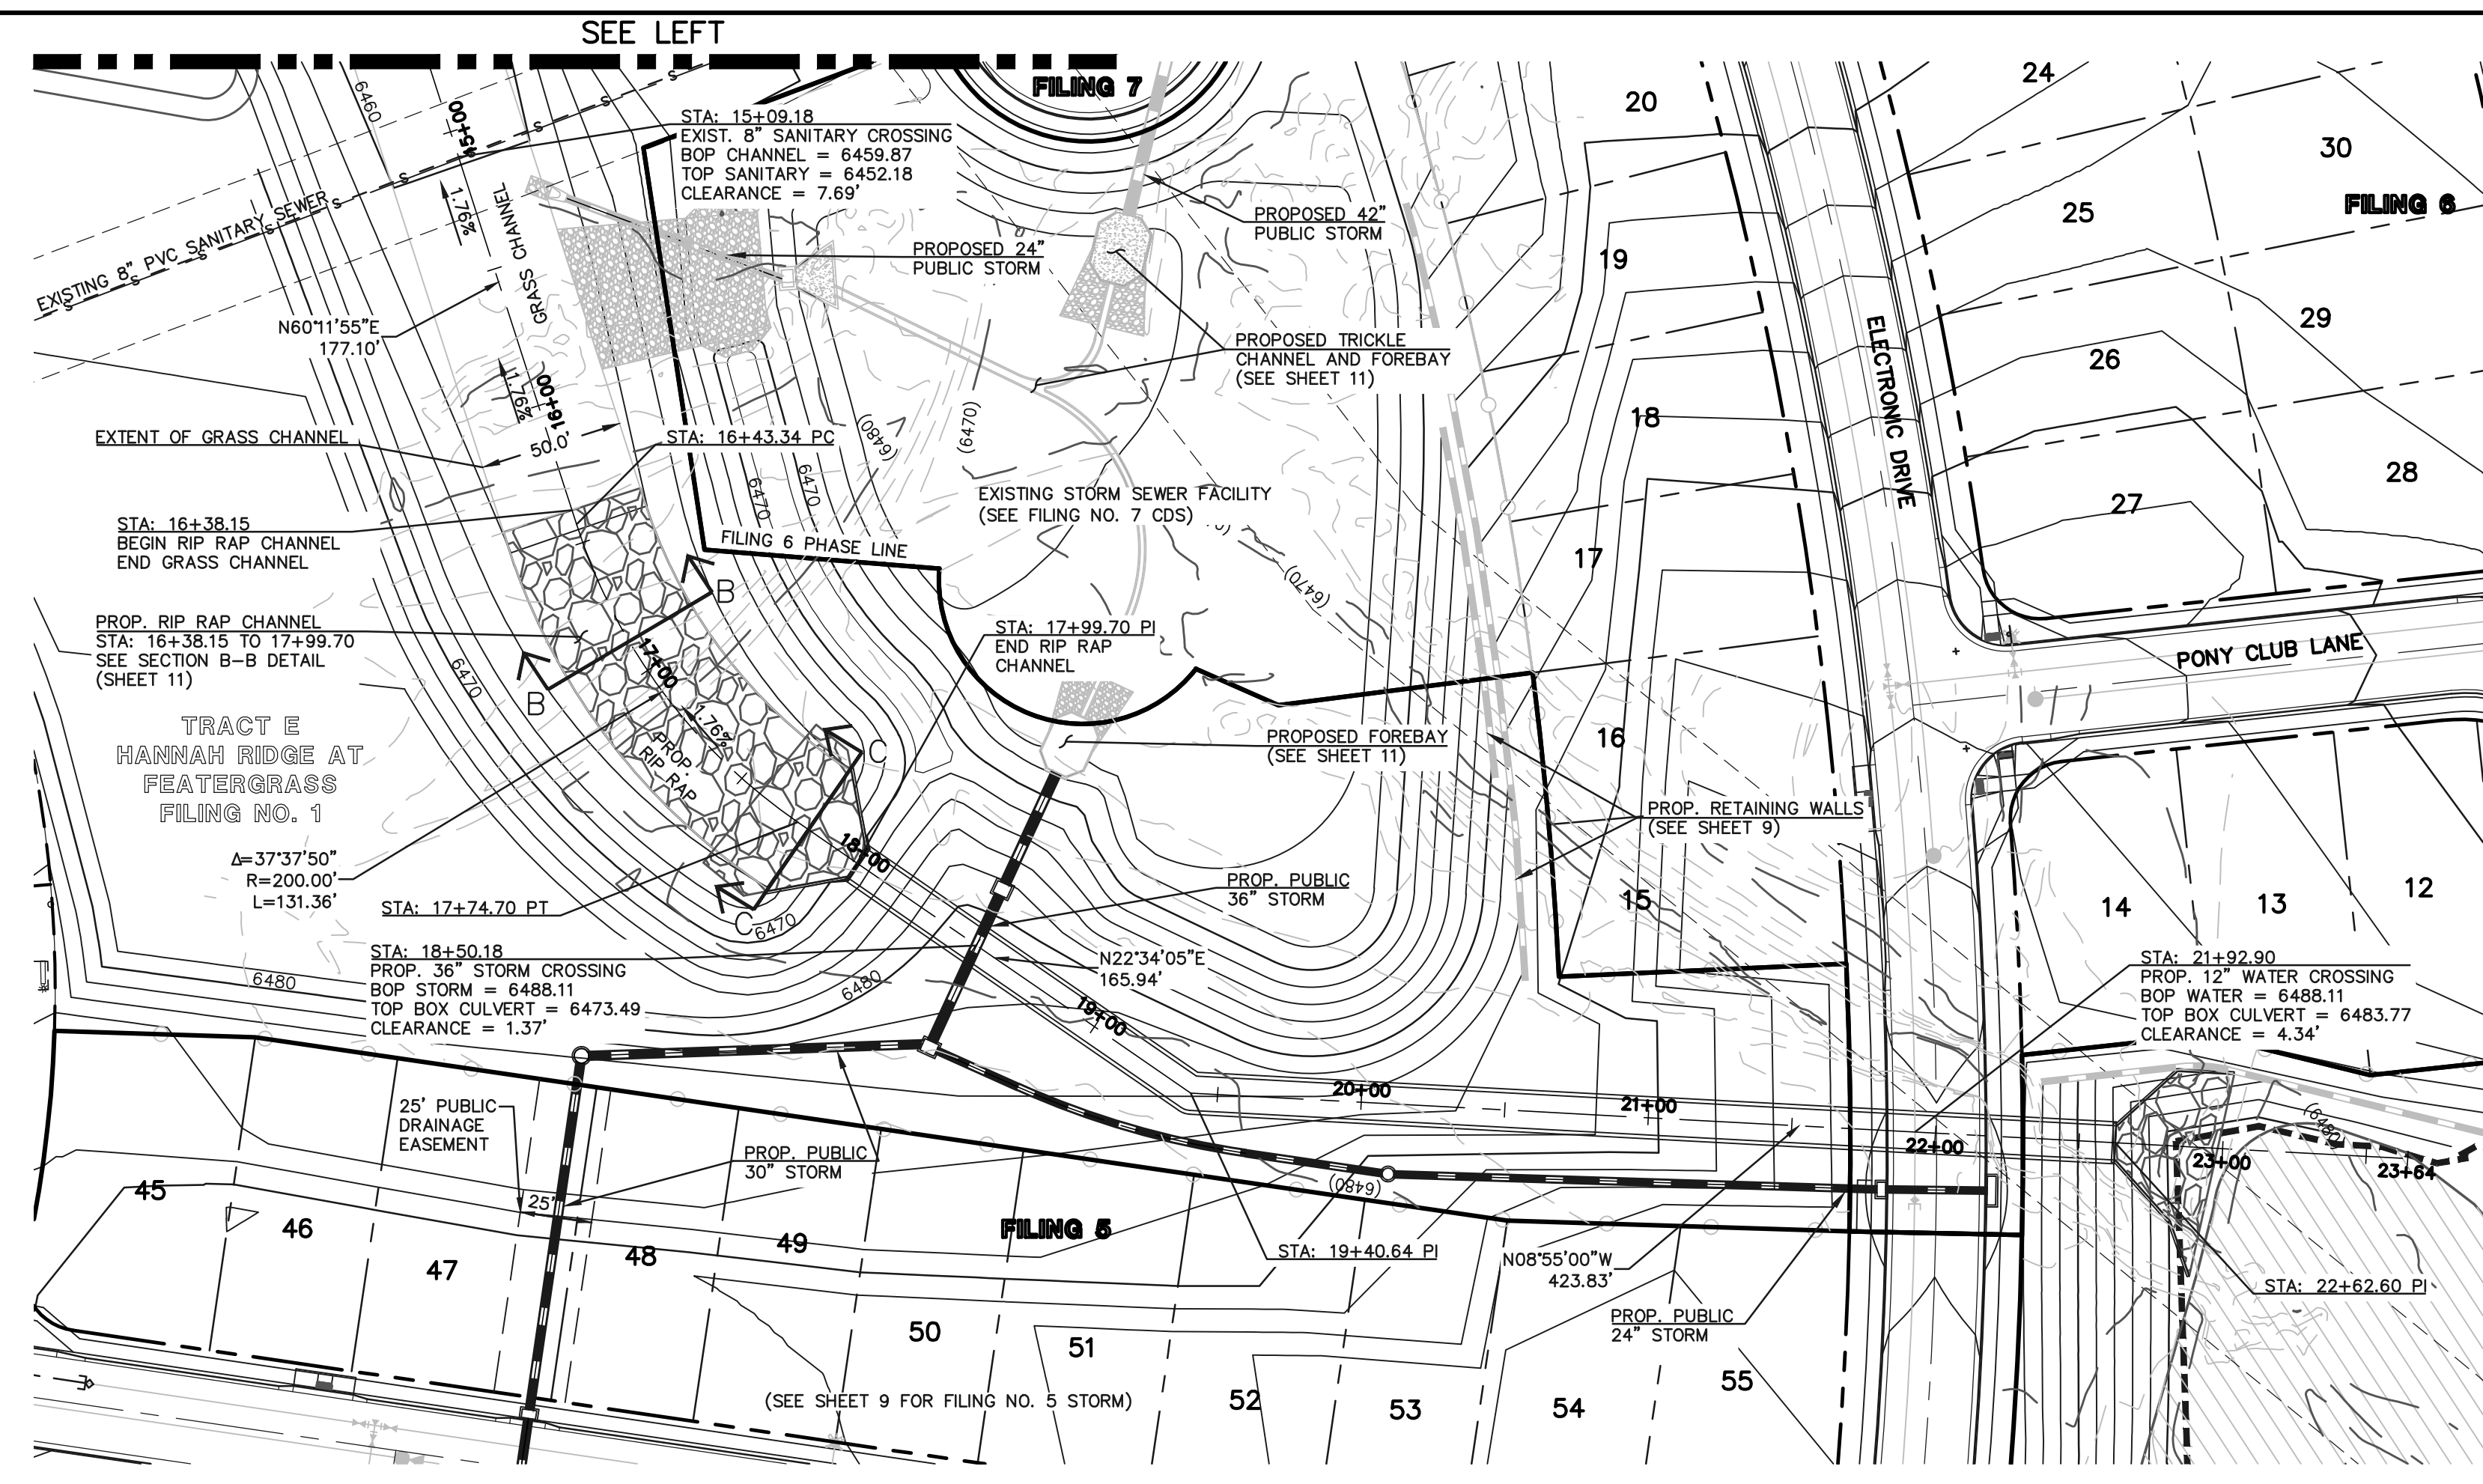 SEE LEFT
FILING 7
6460
15+00
STA: 15+09.18
EXIST. 8" SANITARY CROSSING
BOP CHANNEL = 6459.87
TOP SANITARY = 6452.18
CLEARANCE = 7.69'
1.76%
GRASS CHANNEL
EXISTING 8" PVC SANITARY SEWER
S
S
S
S
S
S
S
S
PROPOSED 24"
PUBLIC STORM
PROPOSED 42"
PUBLIC STORM
N60°11'55"E
177.10'
PROPOSED TRICKLE
CHANNEL AND FOREBAY
(SEE SHEET 11)
1.76%
16+00
50.0'
EXTENT OF GRASS CHANNEL
STA: 16+43.34 PC
(6480)
(6470)
6470
6470
EXISTING STORM SEWER FACILITY
(SEE FILING NO. 7 CDS)
STA: 16+38.15
BEGIN RIP RAP CHANNEL
END GRASS CHANNEL
FILING 6 PHASE LINE
(6470)
B
B
PROP. RIP RAP CHANNEL
STA: 16+38.15 TO 17+99.70
SEE SECTION B-B DETAIL
(SHEET 11)
6470
17+00
1.76%
PROP.
RIP RAP
STA: 17+99.70 PI
END RIP RAP
CHANNEL
TRACT E
HANNAH RIDGE AT
FEATERGRASS
FILING NO. 1
C
C
PROPOSED FOREBAY
(SEE SHEET 11)
PROP. RETAINING WALLS
(SEE SHEET 9)
18+00
Δ=37°37'50"
R=200.00'
L=131.36'
STA: 17+74.70 PT
6470
PROP. PUBLIC
36" STORM
STA: 18+50.18
PROP. 36" STORM CROSSING
BOP STORM = 6488.11
TOP BOX CULVERT = 6473.49
CLEARANCE = 1.37'
6480
6480
N22°34'05"E
165.94'
19+00
20
19
18
17
16
15
ELECTRONIC DRIVE
24
30
25
FILING 6
29
26
28
27
PONY CLUB LANE
14
13
12
STA: 21+92.90
PROP. 12" WATER CROSSING
BOP WATER = 6488.11
TOP BOX CULVERT = 6483.77
CLEARANCE = 4.34'
20+00
21+00
22+00
23+00
23+64
(6480)
25' PUBLIC
DRAINAGE
EASEMENT
PROP. PUBLIC
30" STORM
25'
(6480)
FILING 5
STA: 19+40.64 PI
N08°55'00"W
423.83'
PROP. PUBLIC
24" STORM
STA: 22+62.60 PI
45
46
47
48
49
50
51
52
53
54
55
(SEE SHEET 9 FOR FILING NO. 5 STORM)